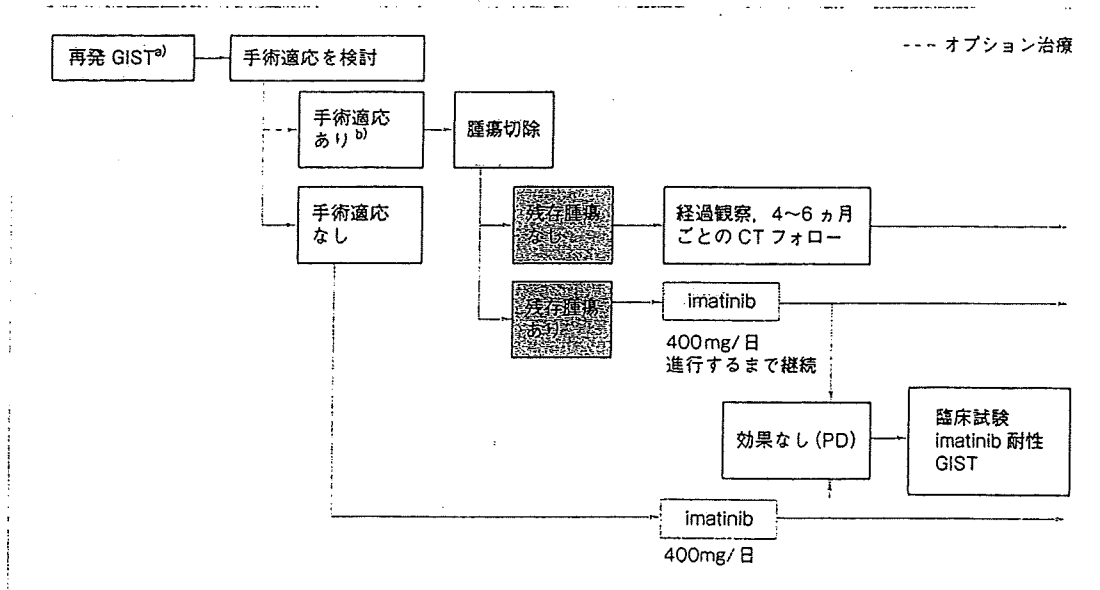 再発 GISTa)
手術適応を検討
--- オプション治療
手術適応
あり b)
腫瘍切除
手術適応
なし
残存腫瘍
なし
経過観察，4〜6 ヵ月
ごとの CT フォロー
残存腫瘍
あり
imatinib
400mg/日
進行するまで継続
効果なし (PD)
臨床試験
imatinib 耐性
GIST
imatinib
400mg/日